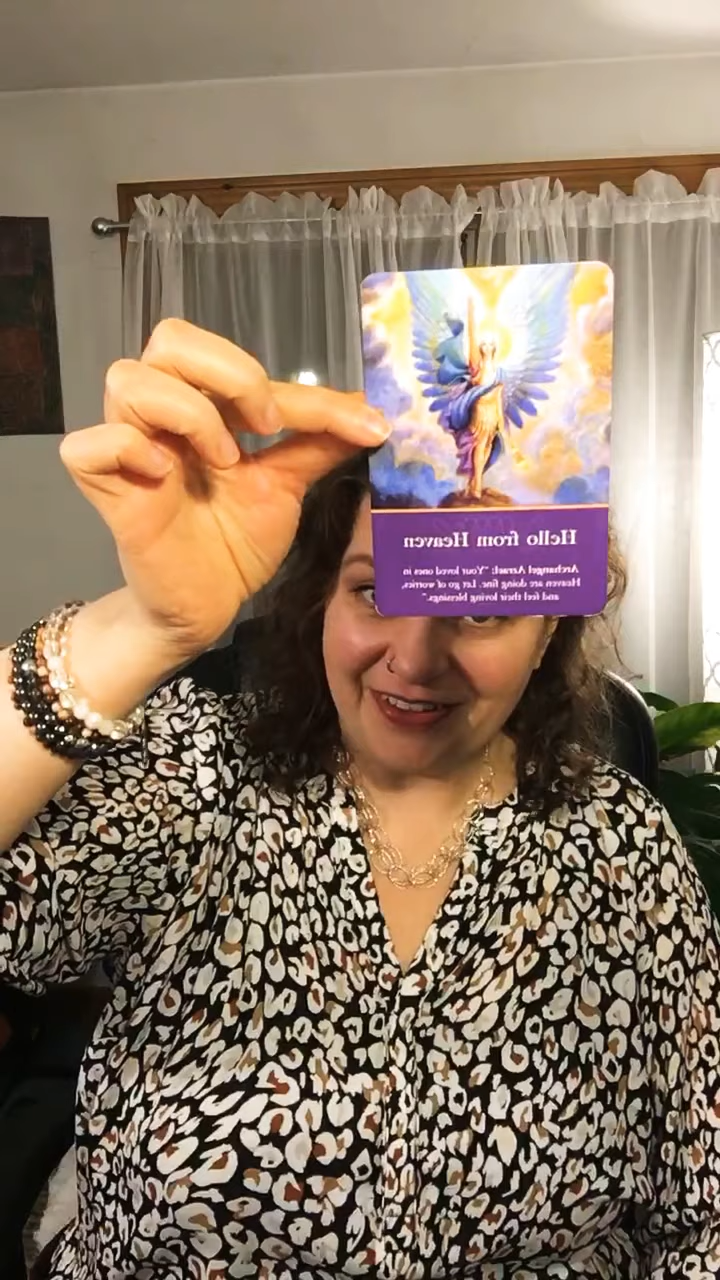 Hello from Heaven
Archangel Azrael: "Your loved ones in
Heaven are doing fine. Let go of worries,
and feel their loving blessings."